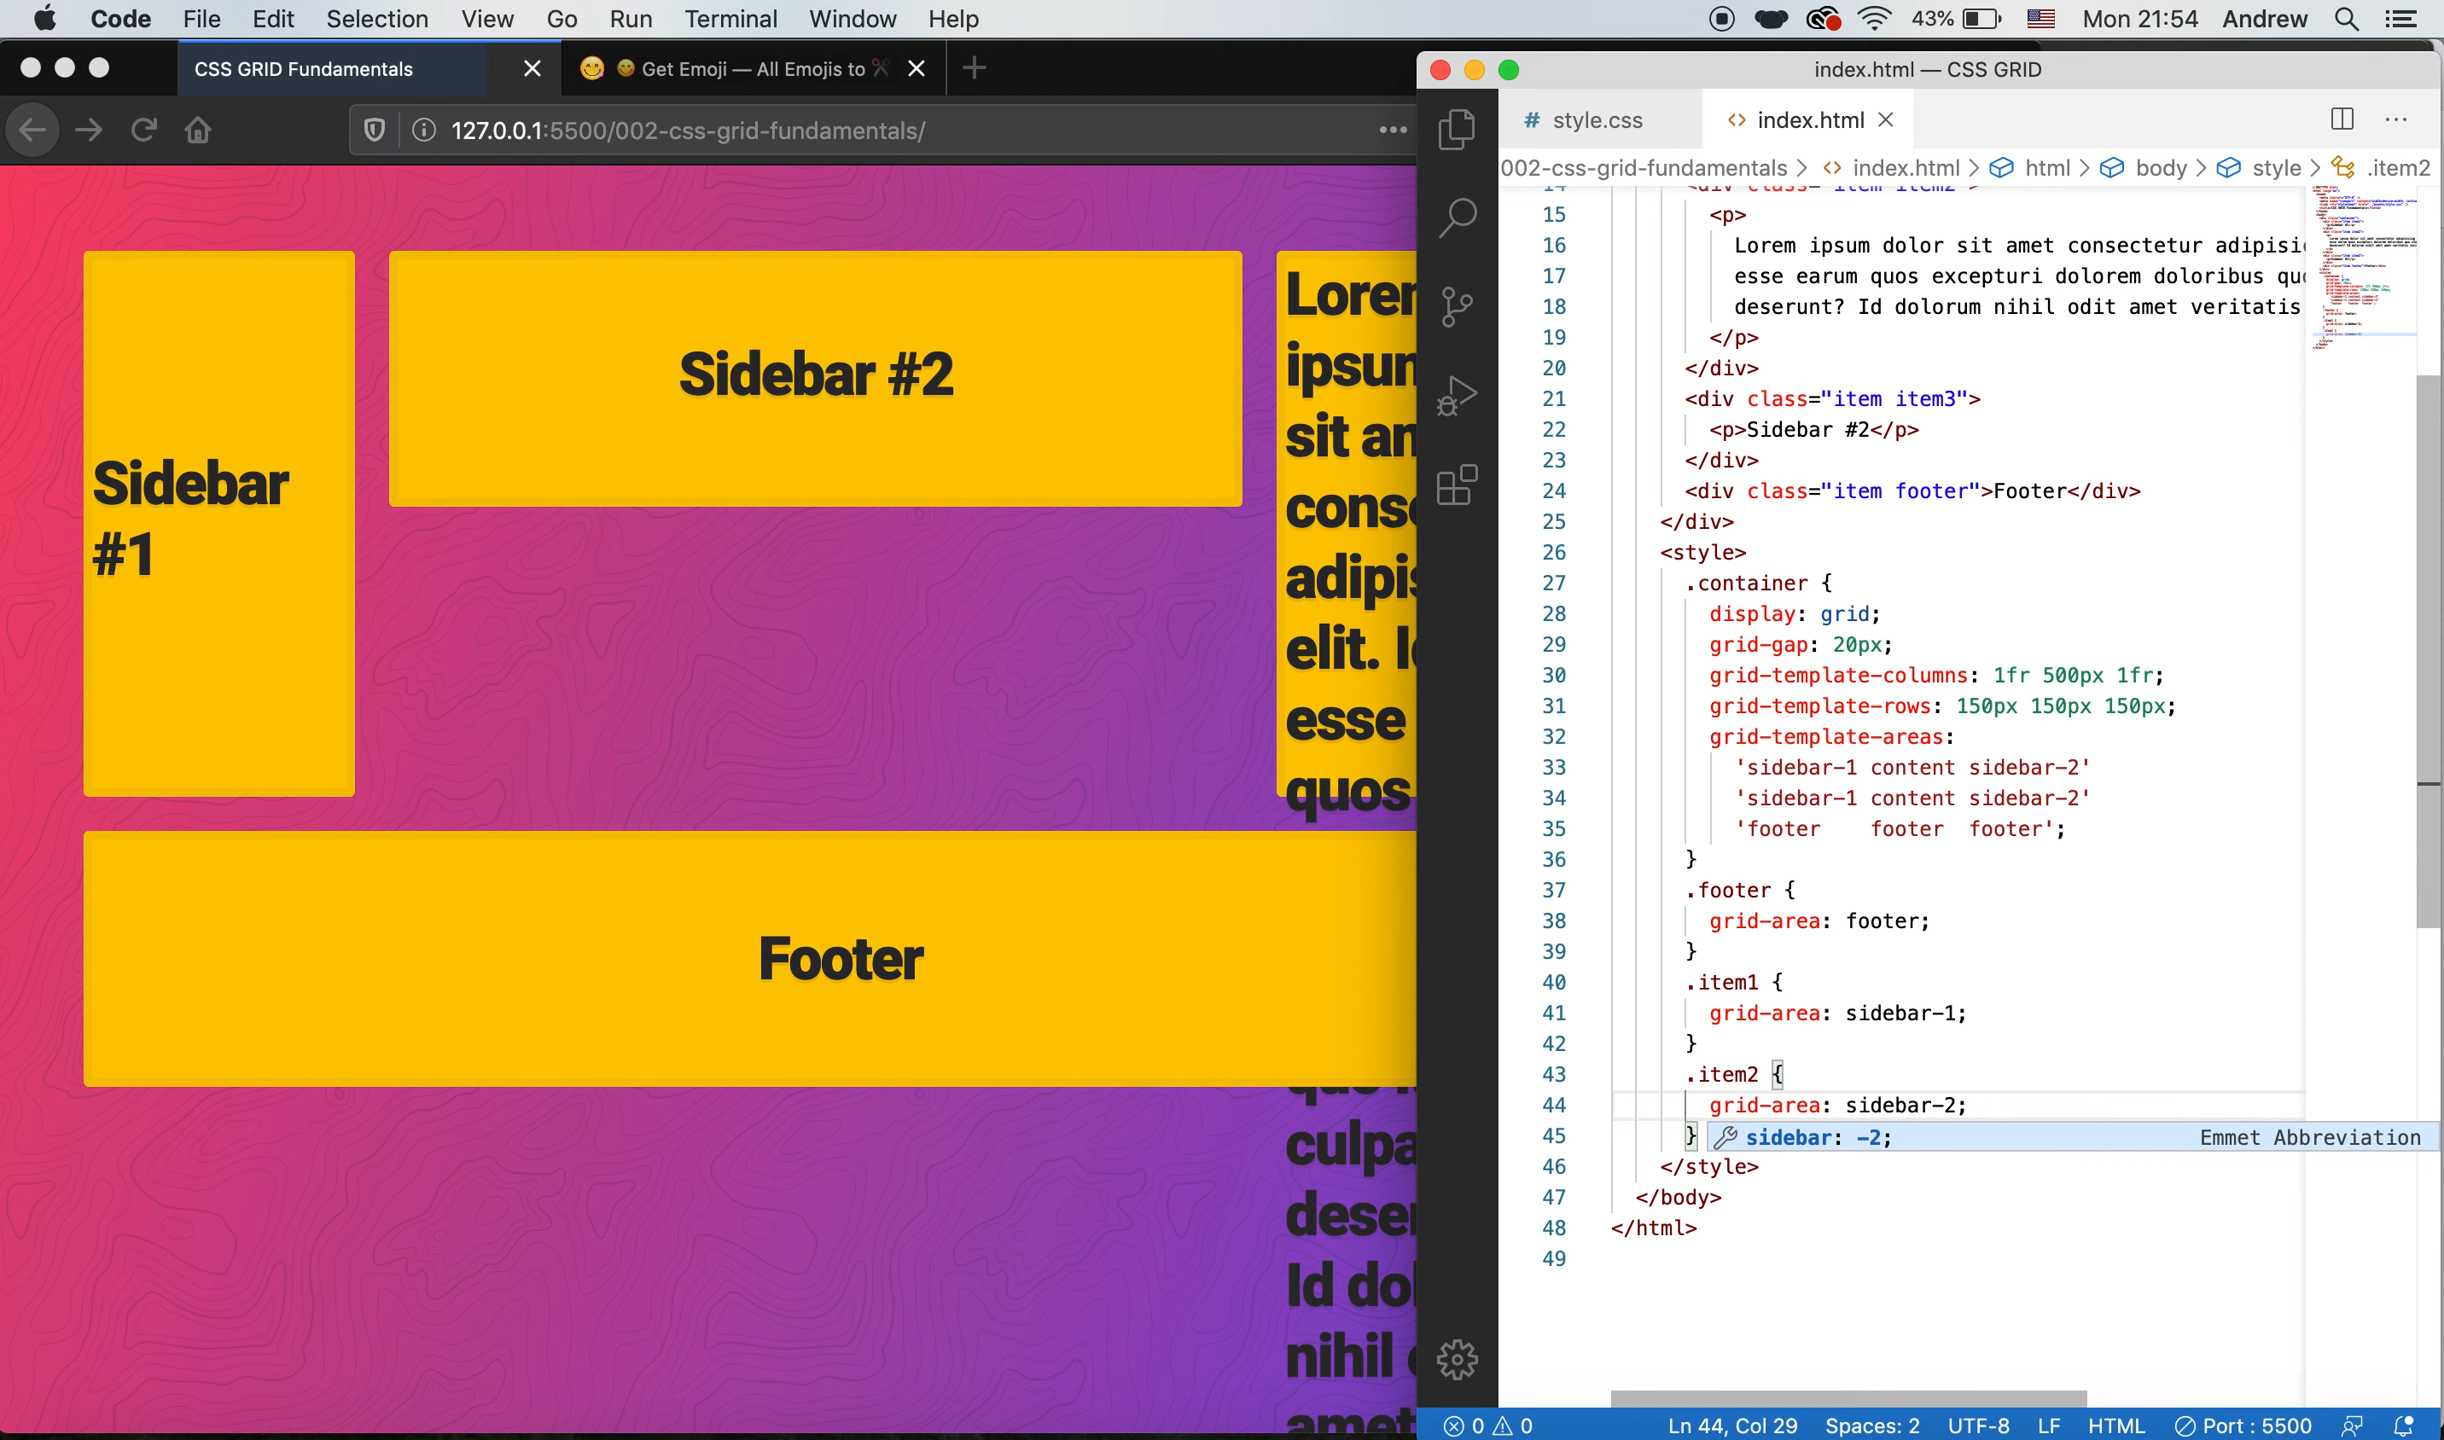 Code File Edit Selection View Go Run Terminal Window Help 43% Mon 21:54 Andrew
CSS GRID Fundamentals
😋 😋 Get Emoji — All Emojis to ✂
127.0.0.1:5500/002-css-grid-fundamentals/
Sidebar
#1
Sidebar #2
Lorer
ipsur
sit an
conse
adipis
elit. I
esse
quos
Footer
culpa
deser
Id dol
nihil
amet
index.html — CSS GRID
# style.css
<> index.html
002-css-grid-fundamentals > <> index.html > html > body > style > .item2
14 <div class="item item2">
15 <p>
16 Lorem ipsum dolor sit amet consectetur adipisi
17 esse earum quos excepturi dolorem doloribus qu
18 deserunt? Id dolorum nihil odit amet veritatis
19 </p>
20 </div>
21 <div class="item item3">
22 <p>Sidebar #2</p>
23 </div>
24 <div class="item footer">Footer</div>
25 </div>
26 <style>
27 .container {
28 display: grid;
29 grid-gap: 20px;
30 grid-template-columns: 1fr 500px 1fr;
31 grid-template-rows: 150px 150px 150px;
32 grid-template-areas:
33 'sidebar-1 content sidebar-2'
34 'sidebar-1 content sidebar-2'
35 'footer footer footer';
36 }
37 .footer {
38 grid-area: footer;
39 }
40 .item1 {
41 grid-area: sidebar-1;
42 }
43 .item2 {
44 grid-area: sidebar-2;
45 } sidebar: -2; Emmet Abbreviation
46 </style>
47 </body>
48 </html>
49
0 0 Ln 44, Col 29 Spaces: 2 UTF-8 LF HTML Port : 5500